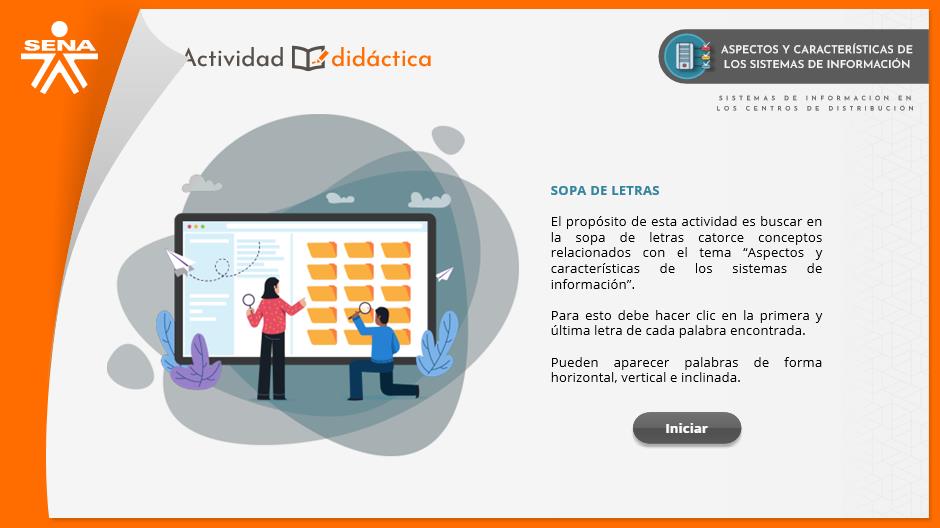 SENA
Actividad didáctica
ASPECTOS Y CARACTERÍSTICAS DE
LOS SISTEMAS DE INFORMACIÓN
SISTEMAS DE INFORMACION EN
LOS CENTROS DE DISTRIBUCIÓN
SOPA DE LETRAS
El propósito de esta actividad es buscar en
la sopa de letras catorce conceptos
relacionados con el tema “Aspectos y
características de los sistemas de
información”.
Para esto debe hacer clic en la primera y
última letra de cada palabra encontrada.
Pueden aparecer palabras de forma
horizontal, vertical e inclinada.
Iniciar